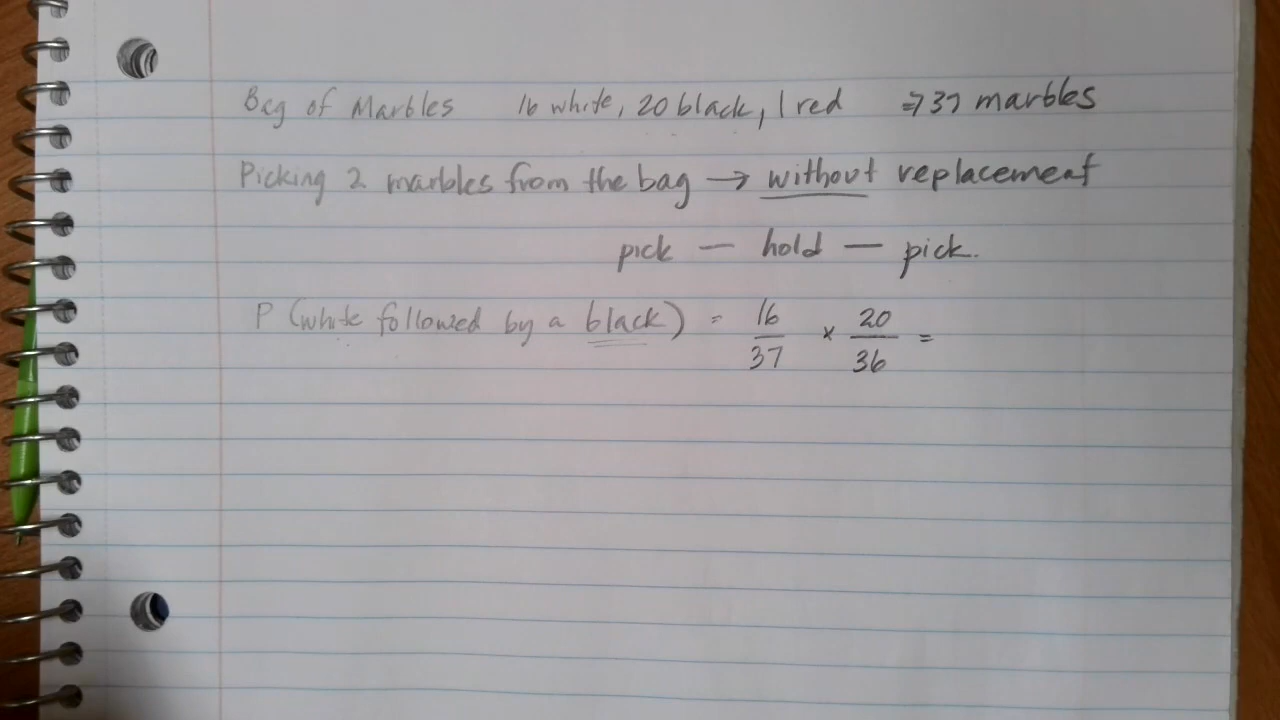 Bag of Marbles 16 white, 20 black, 1 red ⇒ 37 marbles
Picking 2 marbles from the bag → without replacement
pick — hold — pick.
P (white followed by a black) = 16/37 × 20/36 =